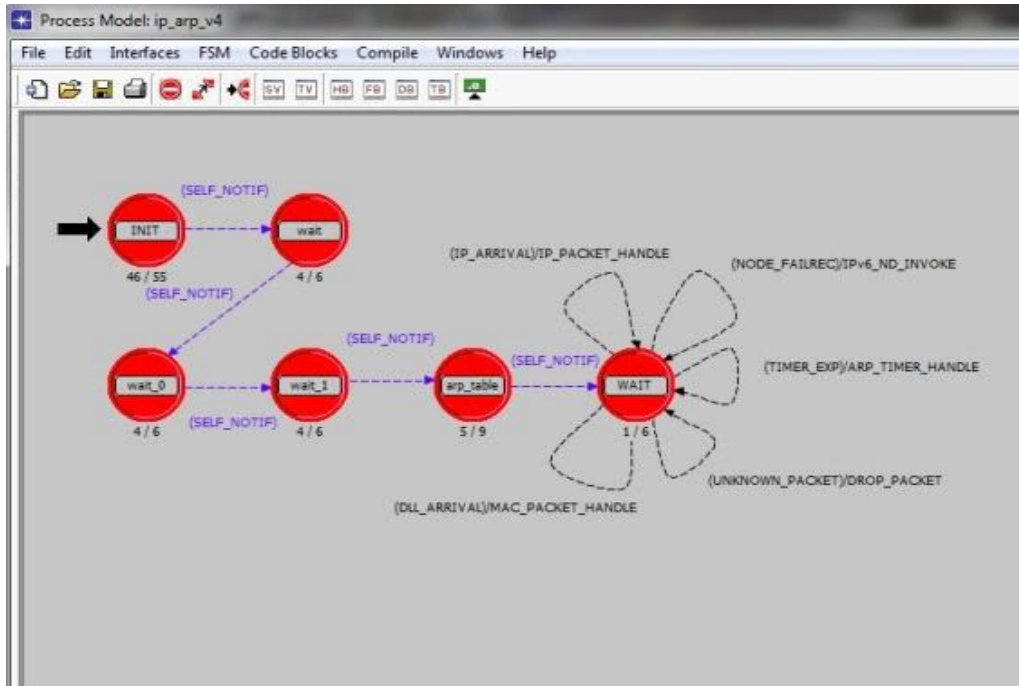 Process Model: ip_arp_v4
File Edit Interfaces FSM Code Blocks Compile Windows Help
SV TV HB FB DB TB
(SELF_NOTIF)
INIT
wait
46 / 55
4 / 6
(SELF_NOTIF)
(IP_ARRIVAL)/IP_PACKET_HANDLE
(NODE_FAILREC)/IPv6_ND_INVOKE
(SELF_NOTIF)
(SELF_NOTIF)
(TIMER_EXP)/ARP_TIMER_HANDLE
wait_0
wait_1
arp_table
WAIT
4 / 6
(SELF_NOTIF)
4 / 6
5 / 9
1 / 6
(UNKNOWN_PACKET)/DROP_PACKET
(DLL_ARRIVAL)/MAC_PACKET_HANDLE